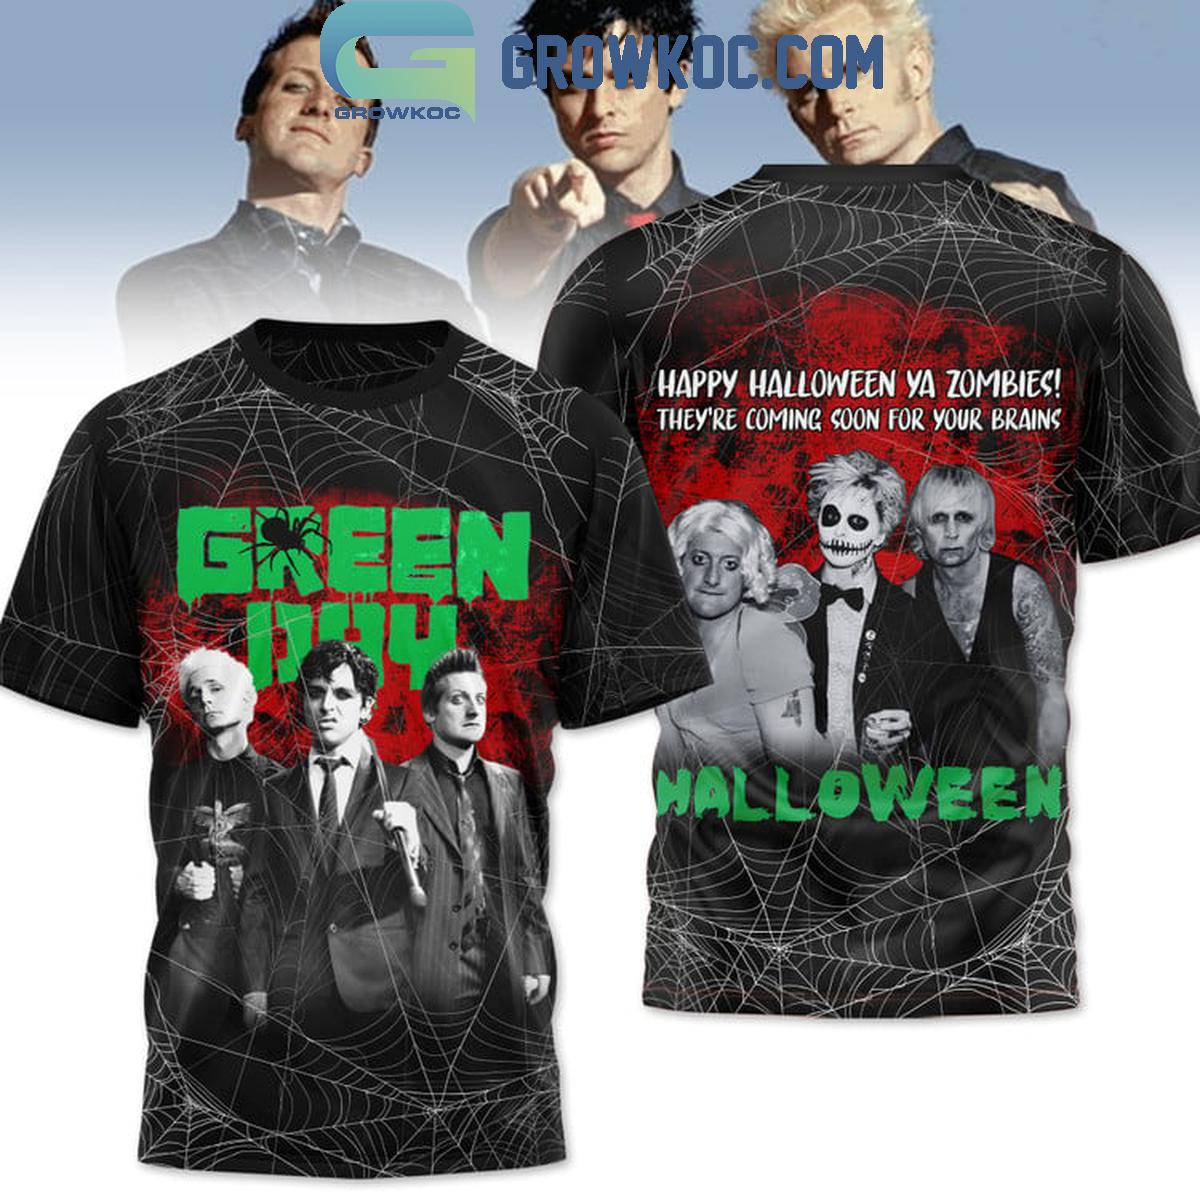 GROWKOC
GROWKOC.COM
GREEN
DAY
HAPPY HALLOWEEN YA ZOMBIES!
THEY'RE COMING SOON FOR YOUR BRAINS
HALLOWEEN